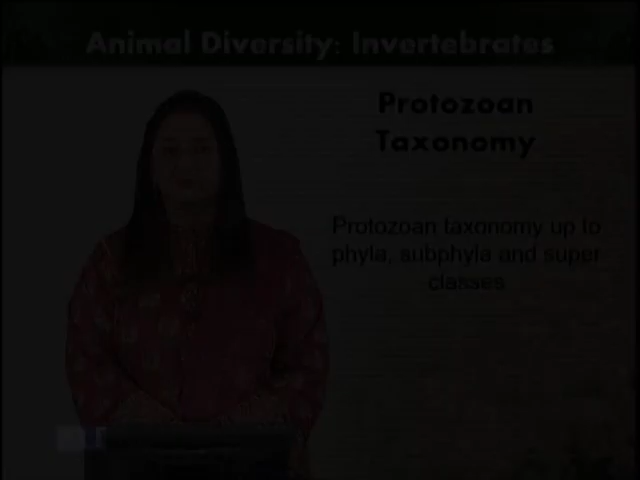 Animal Diversity: Invertebrates
Protozoan
Taxonomy
Protozoan taxonomy up to
phyla, subphyla and super
classes